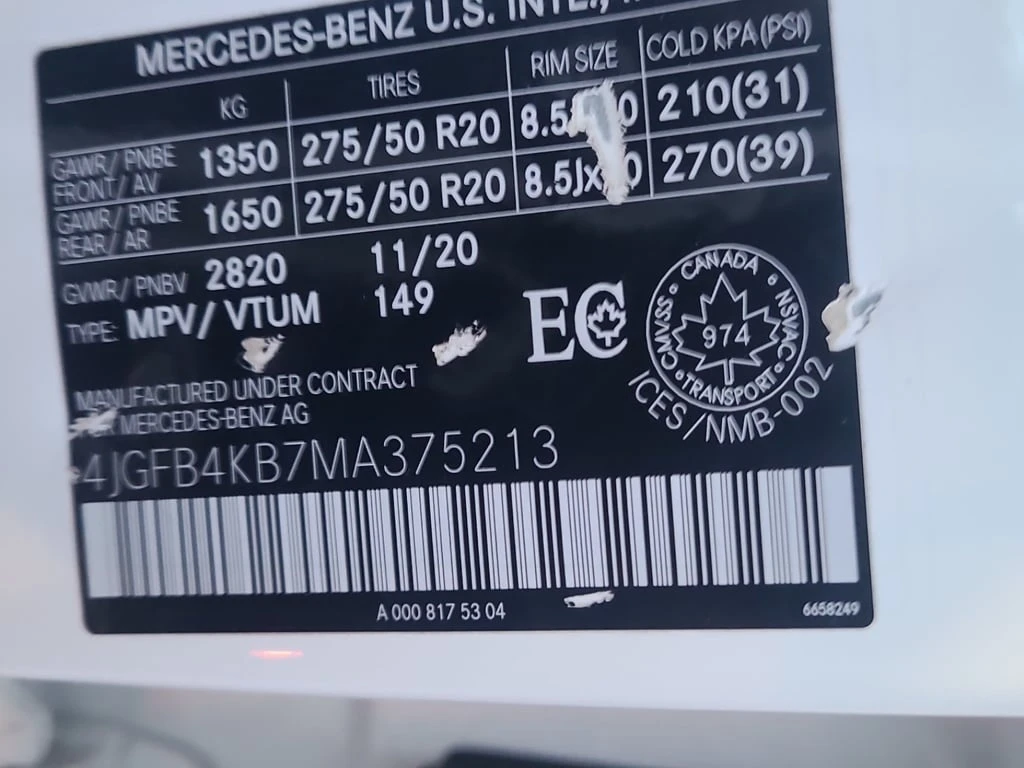 MERCEDES-BENZ U.S. INTL.,
KG TIRES RIM SIZE COLD KPA (PSI)
GAWR/ PNBE FRONT/ AV 1350 275/50 R20 210(31)
GAWR/ PNBE REAR/ AR 1650 275/50 R20 270(39)
GVWR/ PNBV 2820 11/20
TYPE: MPV/ VTUM 149
EC
CANADA
NSVAC
TRANSPORT
CMVSS
974
ICES/NMB-002
MANUFACTURED UNDER CONTRACT
MERCEDES-BENZ AG
4JGFB4KB7MA375213
A 000 817 53 04
6658249